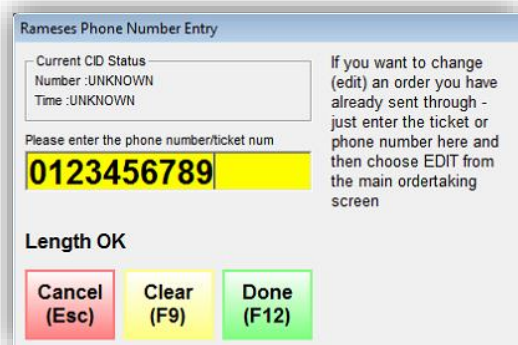 Rameses Phone Number Entry
Current CID Status
Number :UNKNOWN
Time :UNKNOWN
Please enter the phone number/ticket num
0123456789
Length OK
Cancel
(Esc)
Clear
(F9)
Done
(F12)
If you want to change
(edit) an order you have
already sent through -
just enter the ticket or
phone number here and
then choose EDIT from
the main ordertaking
screen